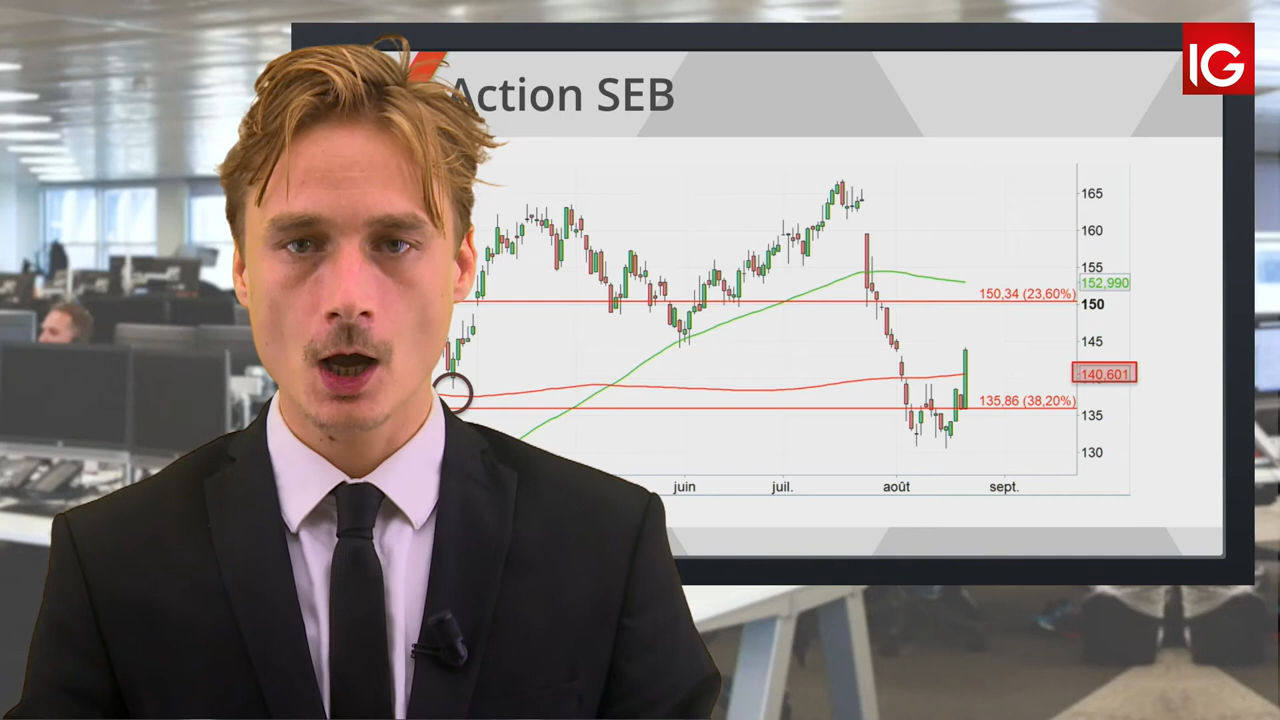 IG
Action SEB
165
160
155
152,990
150,34 (23,60%)
150
145
140,601
135,86 (38,20%)
135
130
juin
juil.
août
sept.